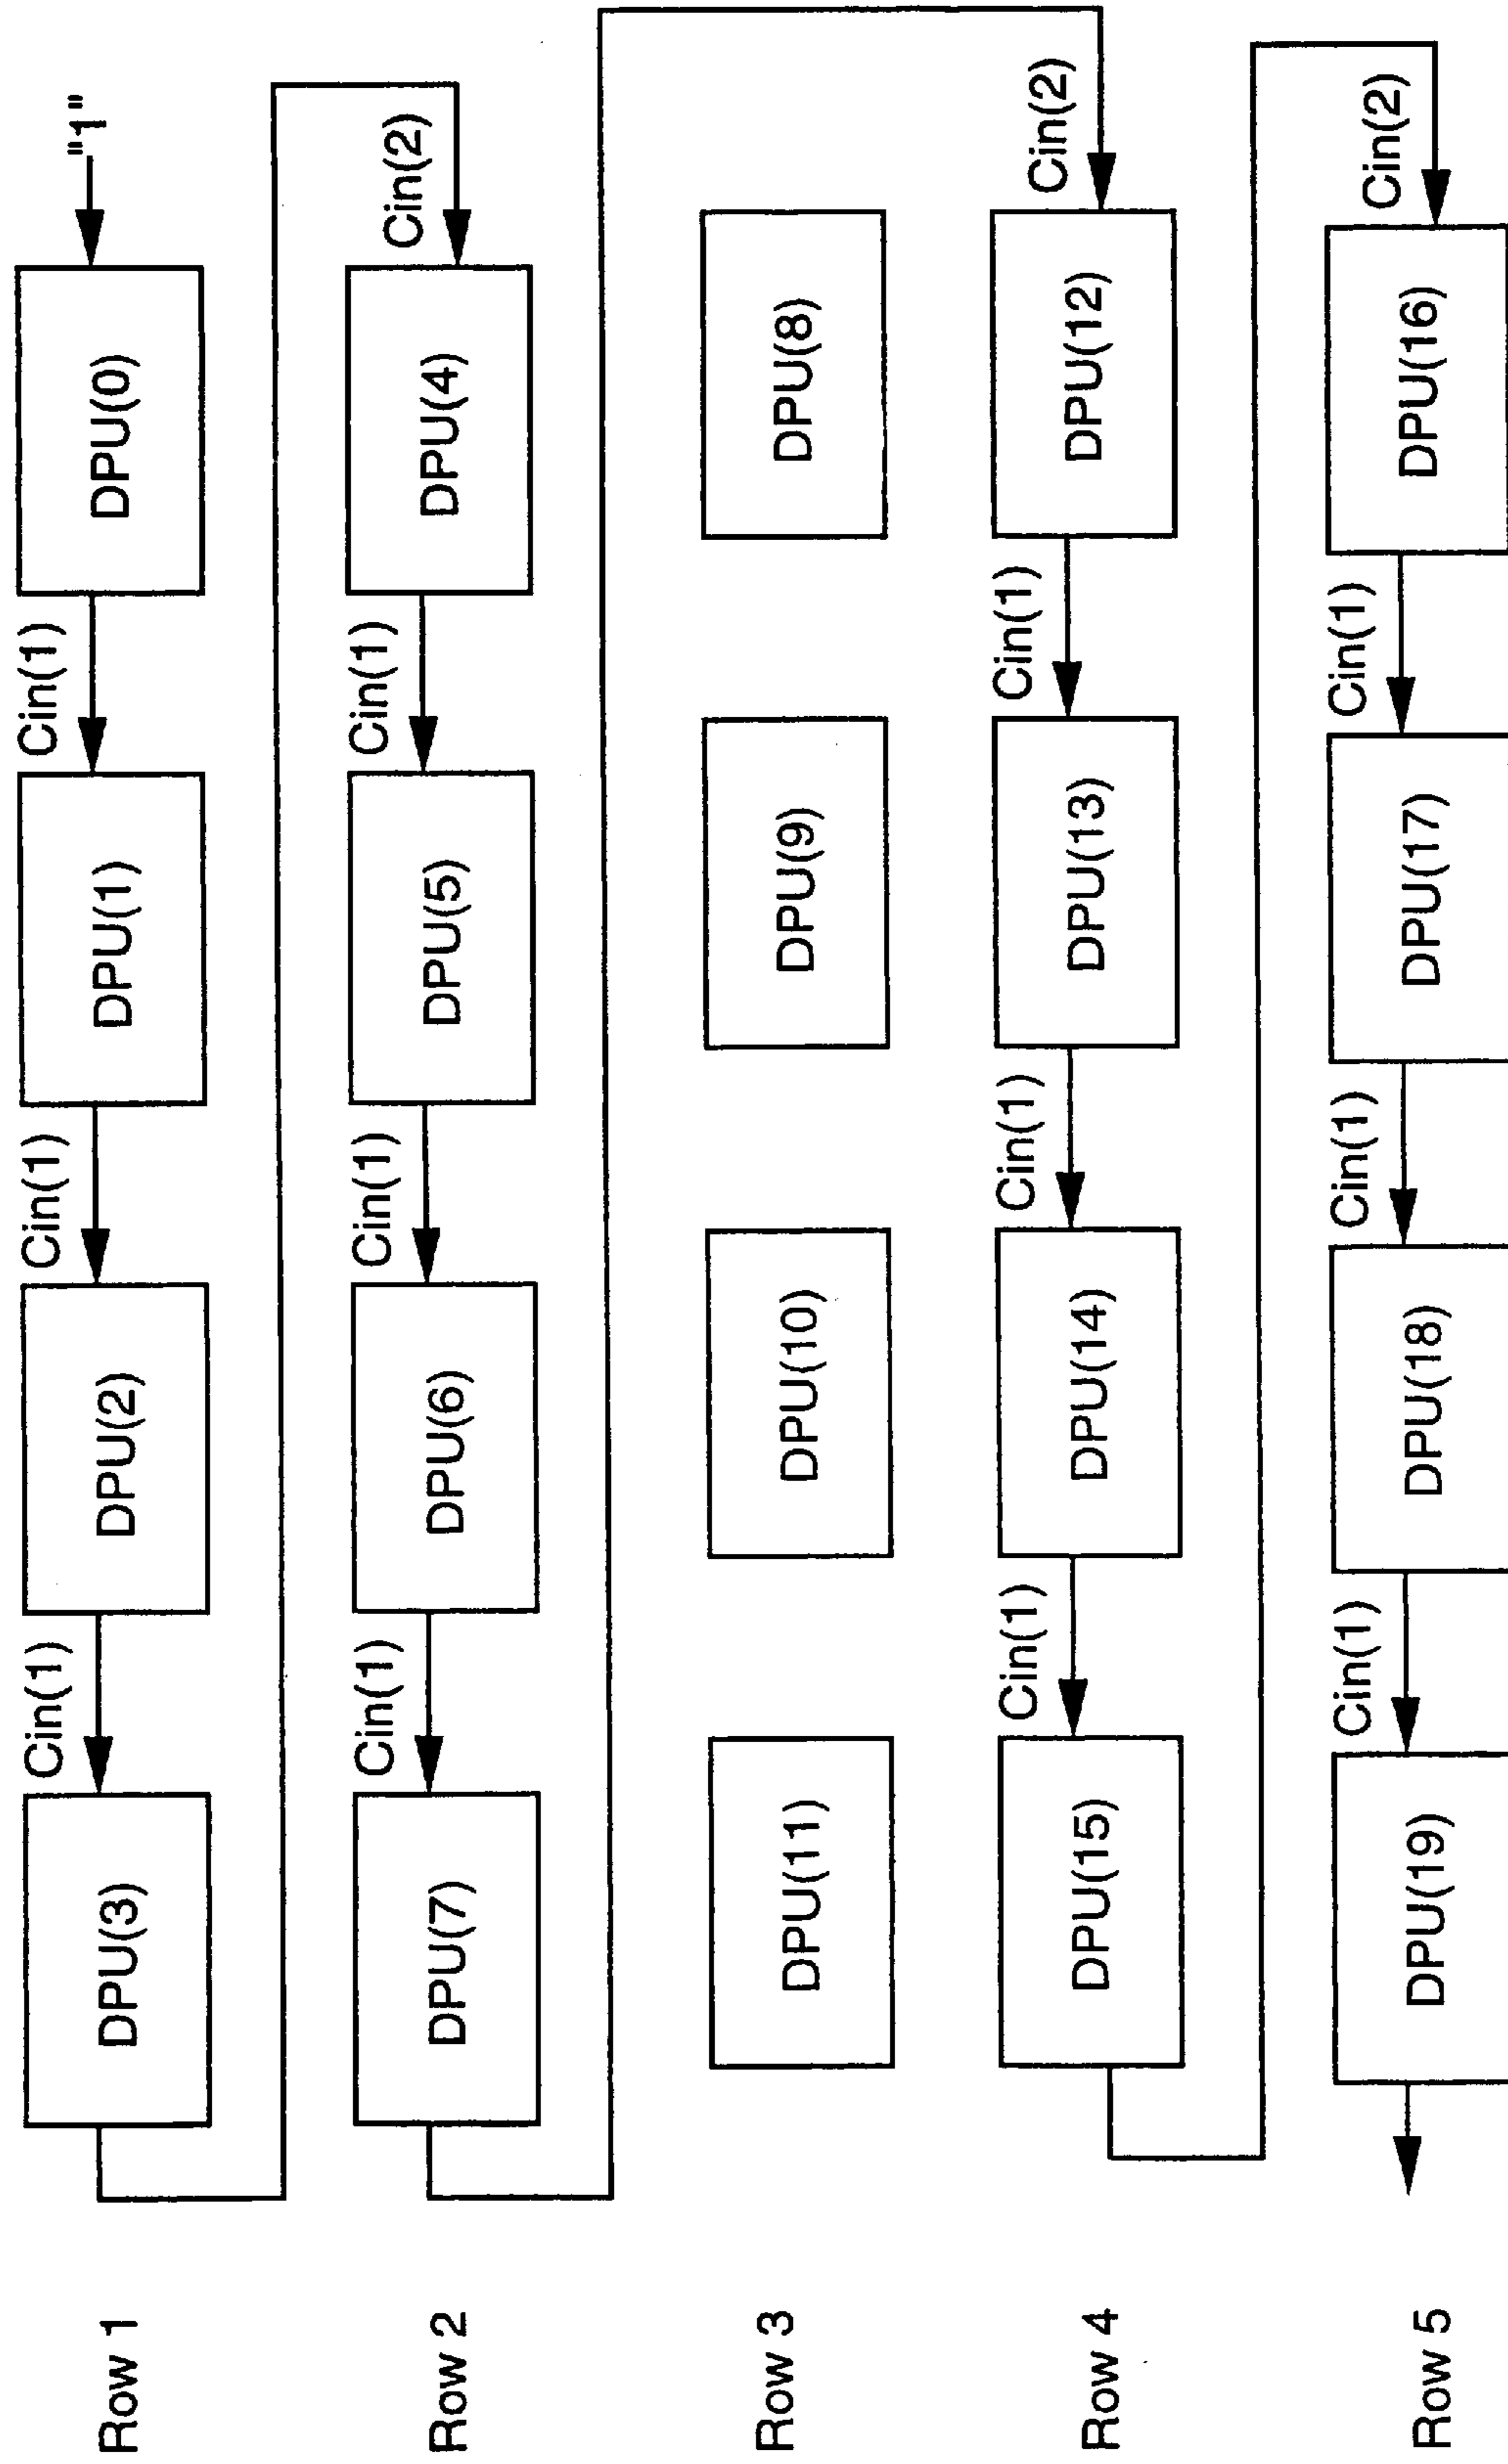 Row 1
DPU(3)
Cin(1)
DPU(2)
Cin(1)
DPU(1)
Cin(1)
DPU(0)
"1"
Row 2
DPU(7)
Cin(1)
DPU(6)
Cin(1)
DPU(5)
Cin(1)
DPU(4)
Cin(2)
Row 3
DPU(11)
DPU(10)
DPU(9)
DPU(8)
Row 4
DPU(15)
Cin(1)
DPU(14)
Cin(1)
DPU(13)
Cin(1)
DPU(12)
Cin(2)
Row 5
DPU(19)
Cin(1)
DPU(18)
Cin(1)
DPU(17)
Cin(1)
DPU(16)
Cin(2)